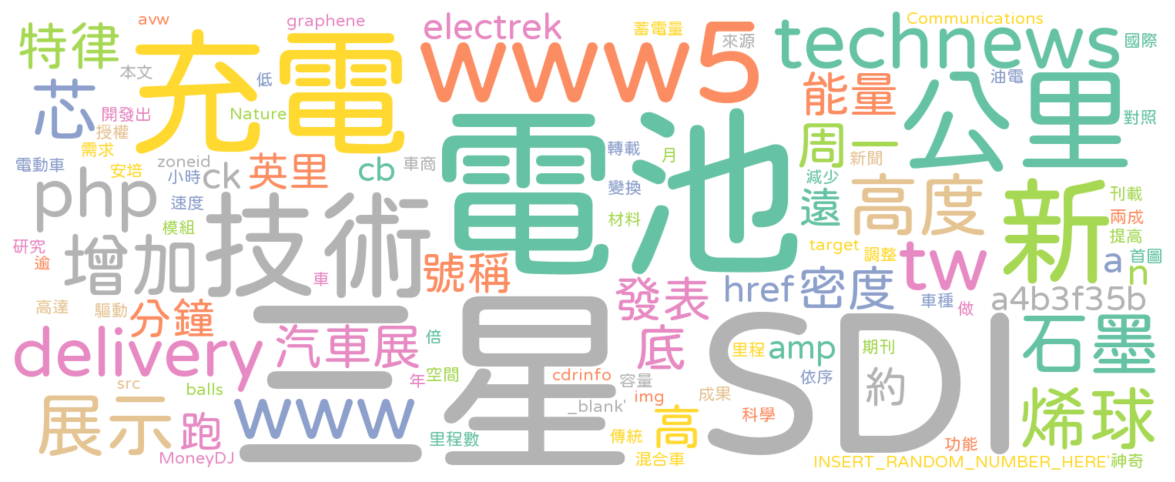 avw
graphene
electrek
蓄電量
Communications
特律
充電
www5
來源
technews
國際
本文
低
芯
油電
能量
公里
開發出
Nature
對照
授權
電池
周一
需求
轉載
月
新聞
電動車
zoneid
英里
cb
車商
安培
小時
ck
減少
php
變換
遠
高度
新
刊載
速度
技術
材料
兩成
模組
提高
研究
增加
target
調整
tw
首圖
逾
號稱
a
n
車
發表
href
密度
車種
a4b3f35b
高達
驅動
分鐘
做
三星
SDI
delivery
汽車展
倍
底
里程
amp
期刊
石墨
空間
年
cdrinfo
容量
依序
src
balls
img
成果
約
展示
跑
www
_blank'
科學
烯球
里程數
傳統
高
功能
MoneyDJ
混合車
INSERT_RANDOM_NUMBER_HERE'
神奇